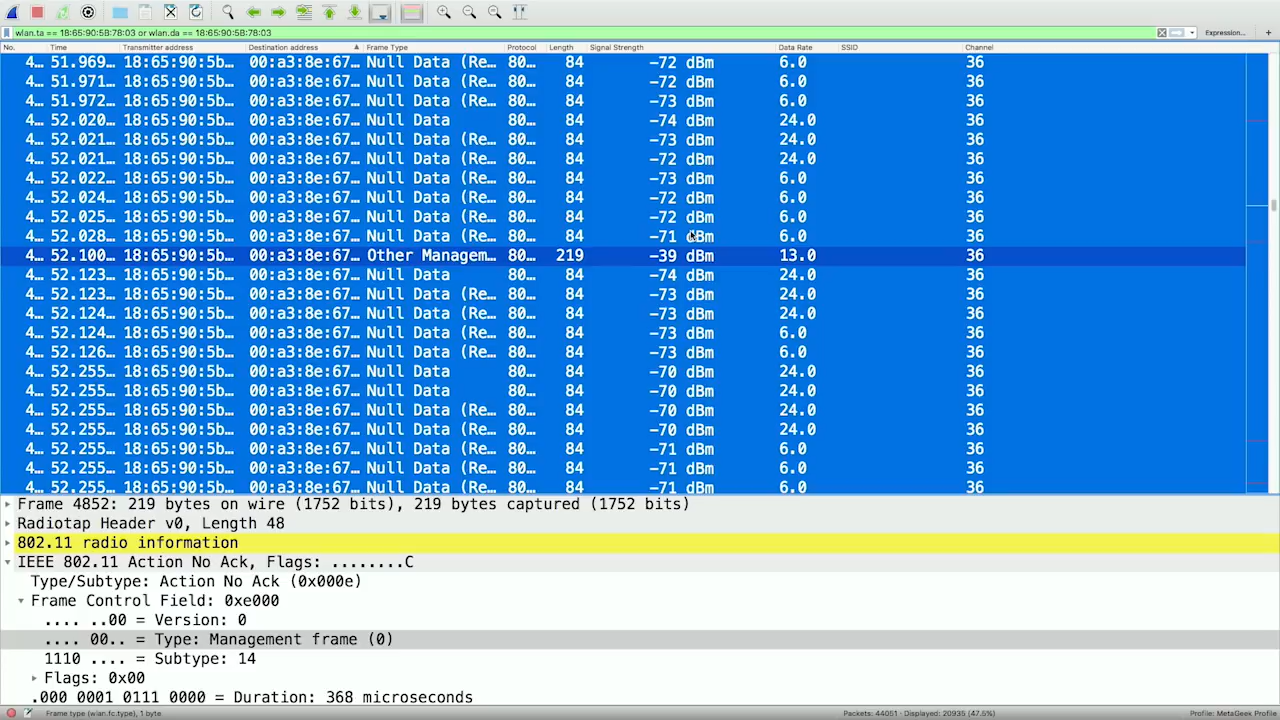 wlan.ta == 18:65:90:5B:78:03 or wlan.da == 18:65:90:5B:78:03 Expression... +
No. Time Transmitter address Destination address Frame Type Protocol Length Signal Strength Data Rate SSID Channel
4… 51.969… 18:65:90:5b… 00:a3:8e:67… Null Data (Re… 80… 84 -72 dBm 6.0 36
4… 51.971… 18:65:90:5b… 00:a3:8e:67… Null Data (Re… 80… 84 -72 dBm 6.0 36
4… 51.972… 18:65:90:5b… 00:a3:8e:67… Null Data (Re… 80… 84 -73 dBm 6.0 36
4… 52.020… 18:65:90:5b… 00:a3:8e:67… Null Data 80… 84 -74 dBm 24.0 36
4… 52.021… 18:65:90:5b… 00:a3:8e:67… Null Data (Re… 80… 84 -73 dBm 24.0 36
4… 52.021… 18:65:90:5b… 00:a3:8e:67… Null Data (Re… 80… 84 -72 dBm 24.0 36
4… 52.022… 18:65:90:5b… 00:a3:8e:67… Null Data (Re… 80… 84 -73 dBm 6.0 36
4… 52.024… 18:65:90:5b… 00:a3:8e:67… Null Data (Re… 80… 84 -72 dBm 6.0 36
4… 52.025… 18:65:90:5b… 00:a3:8e:67… Null Data (Re… 80… 84 -72 dBm 6.0 36
4… 52.028… 18:65:90:5b… 00:a3:8e:67… Null Data (Re… 80… 84 -71 dBm 6.0 36
4… 52.100… 18:65:90:5b… 00:a3:8e:67… Other Managem… 80… 219 -39 dBm 13.0 36
4… 52.123… 18:65:90:5b… 00:a3:8e:67… Null Data 80… 84 -74 dBm 24.0 36
4… 52.123… 18:65:90:5b… 00:a3:8e:67… Null Data (Re… 80… 84 -73 dBm 24.0 36
4… 52.124… 18:65:90:5b… 00:a3:8e:67… Null Data (Re… 80… 84 -73 dBm 24.0 36
4… 52.124… 18:65:90:5b… 00:a3:8e:67… Null Data (Re… 80… 84 -73 dBm 6.0 36
4… 52.126… 18:65:90:5b… 00:a3:8e:67… Null Data (Re… 80… 84 -73 dBm 6.0 36
4… 52.255… 18:65:90:5b… 00:a3:8e:67… Null Data 80… 84 -70 dBm 24.0 36
4… 52.255… 18:65:90:5b… 00:a3:8e:67… Null Data 80… 84 -70 dBm 24.0 36
4… 52.255… 18:65:90:5b… 00:a3:8e:67… Null Data (Re… 80… 84 -70 dBm 24.0 36
4… 52.255… 18:65:90:5b… 00:a3:8e:67… Null Data (Re… 80… 84 -70 dBm 24.0 36
4… 52.255… 18:65:90:5b… 00:a3:8e:67… Null Data (Re… 80… 84 -71 dBm 6.0 36
4… 52.255… 18:65:90:5b… 00:a3:8e:67… Null Data (Re… 80… 84 -71 dBm 6.0 36
4… 52.255… 18:65:90:5b… 00:a3:8e:67… Null Data (Re… 80… 84 -71 dBm 6.0 36
Frame 4852: 219 bytes on wire (1752 bits), 219 bytes captured (1752 bits)
Radiotap Header v0, Length 48
802.11 radio information
IEEE 802.11 Action No Ack, Flags: ........C
Type/Subtype: Action No Ack (0x000e)
Frame Control Field: 0xe000
.... ..00 = Version: 0
.... 00.. = Type: Management frame (0)
1110 .... = Subtype: 14
Flags: 0x00
.000 0001 0111 0000 = Duration: 368 microseconds
Frame type (wlan.fc.type), 1 byte Packets: 44051 · Displayed: 20935 (47.5%) Profile: MetaGeek Profile